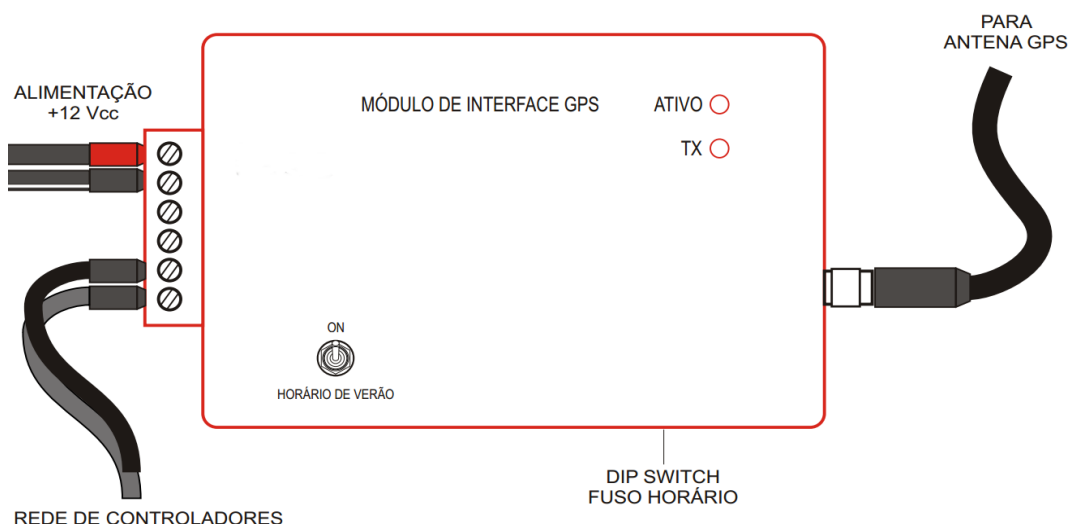 PARA
ANTENA GPS
ALIMENTAÇÃO
+12 Vcc
MÓDULO DE INTERFACE GPS
ATIVO
TX
ON
HORÁRIO DE VERÃO
DIP SWITCH
FUSO HORÁRIO
REDE DE CONTROLADORES